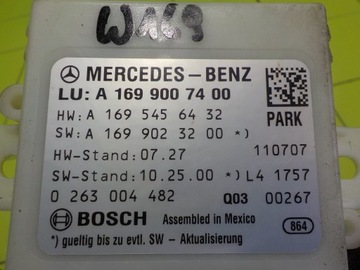 W169
MERCEDES-BENZ
LU: A 169 900 74 00
HW: A 169 545 64 32
PARK
SW: A 169 902 32 00 *)
HW-Stand: 07.27 110707
SW-Stand: 10.25.00 *) L4 1757
0 263 004 482 Q03 00267
BOSCH Assembled in Mexico 864
*) gueltig bis zu evtl. SW - Aktualisierung